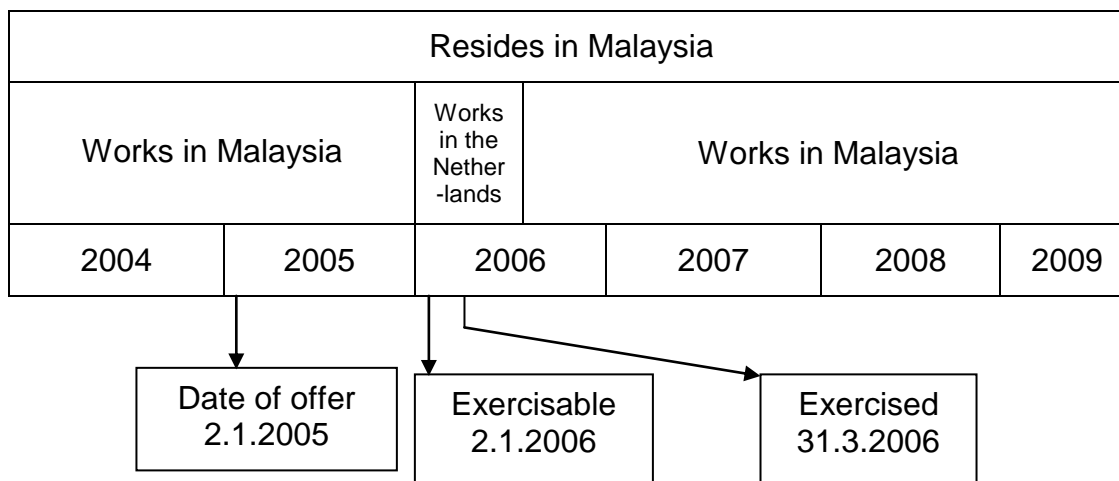 Resides in Malaysia
Works in Malaysia
Works
in the
Nether
-lands
Works in Malaysia
2004
2005
2006
2007
2008
2009
Date of offer
2.1.2005
Exercisable
2.1.2006
Exercised
31.3.2006